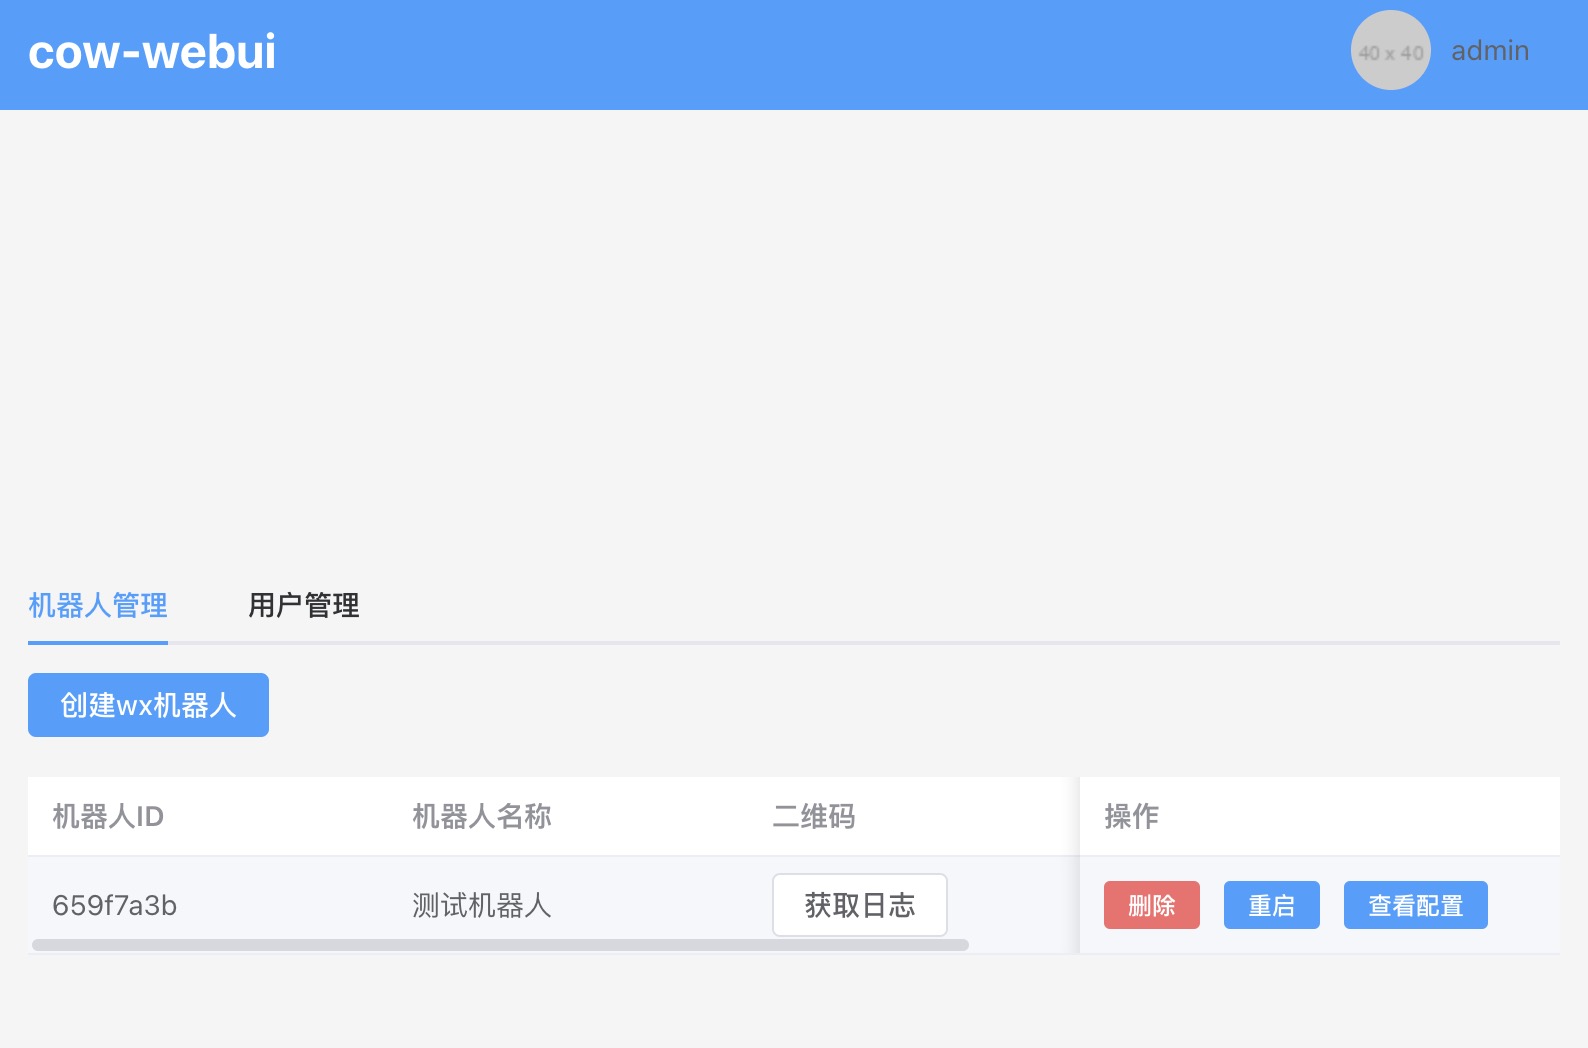 cow-webui
40 x 40 admin
机器人管理 用户管理
创建wx机器人
机器人ID 机器人名称 二维码 操作
659f7a3b 测试机器人 获取日志 删除 重启 查看配置